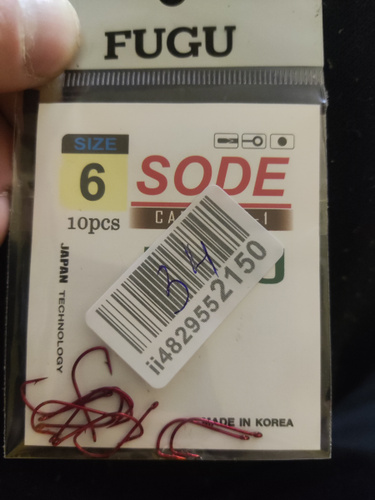 FUGU
SIZE
6
10pcs
SODE
JAPAN TECHNOLOGY
34
ii4829552150
MADE IN KOREA